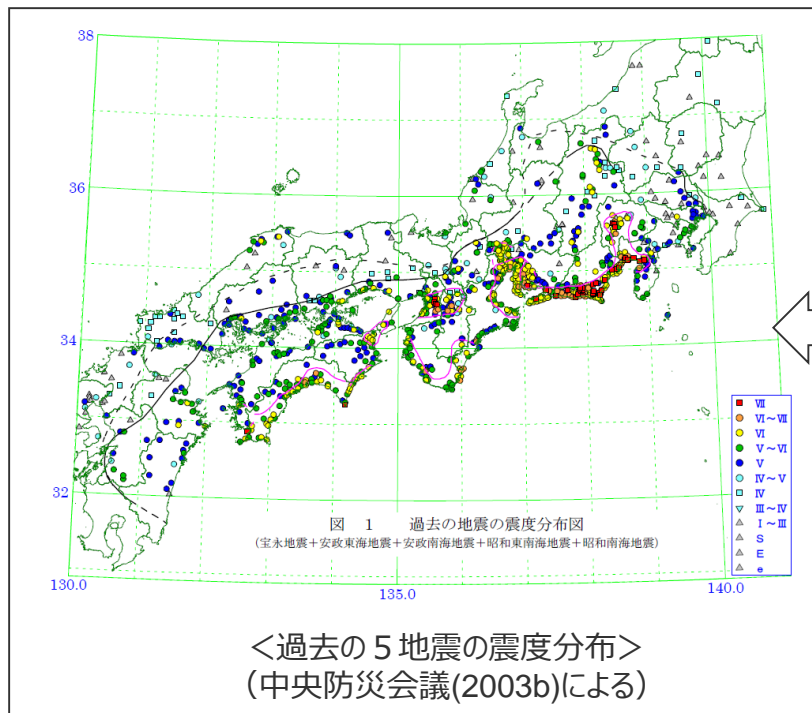 38
36
34
32
130.0
135.0
140.0
Ⅶ
Ⅵ～Ⅶ
Ⅵ
Ⅴ～Ⅵ
Ⅴ
Ⅳ～Ⅴ
Ⅳ
Ⅲ～Ⅳ
Ⅰ～Ⅲ
S
E
e
図 1 過去の地震の震度分布図
(宝永地震＋安政東海地震＋安政南海地震＋昭和東南海地震＋昭和南海地震)
＜過去の５地震の震度分布＞
（中央防災会議(2003b)による）